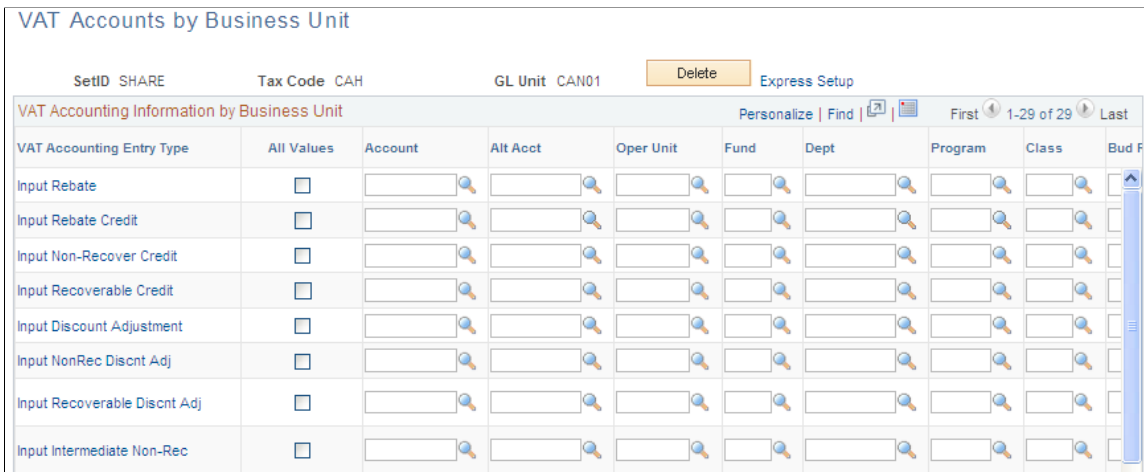 VAT Accounts by Business Unit
SetID SHARE Tax Code CAH GL Unit CAN01 Delete Express Setup
VAT Accounting Information by Business Unit Personalize | Find | | First 1-29 of 29 Last
VAT Accounting Entry Type All Values Account Alt Acct Oper Unit Fund Dept Program Class Bud
Input Rebate
Input Rebate Credit
Input Non-Recover Credit
Input Recoverable Credit
Input Discount Adjustment
Input NonRec Discnt Adj
Input Recoverable Discnt Adj
Input Intermediate Non-Rec